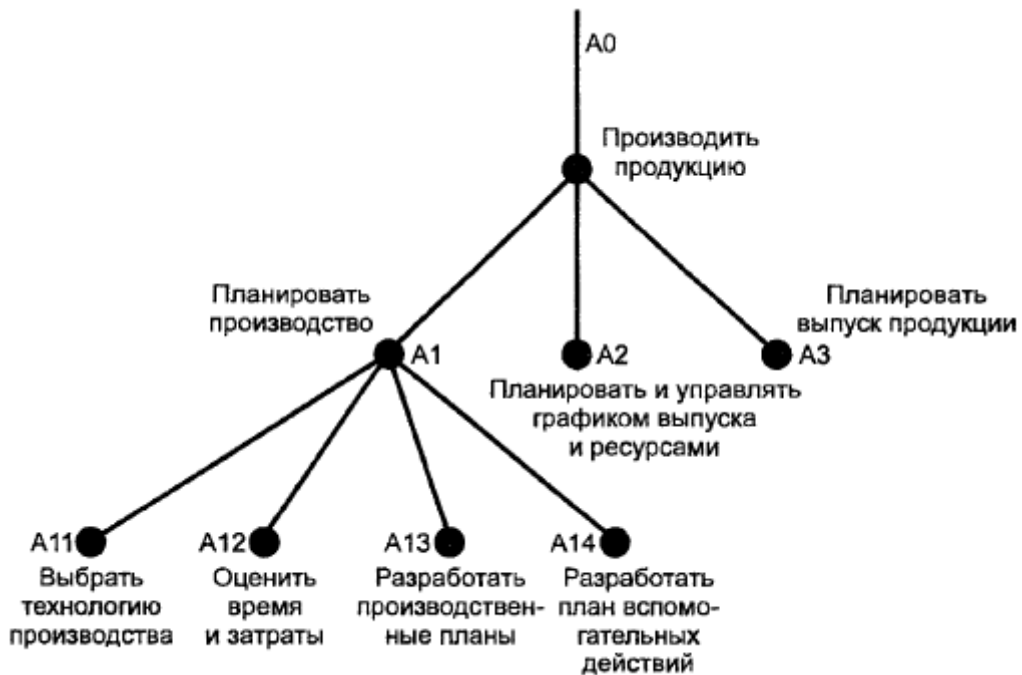 A0
Производить
продукцию
Планировать
производство
A1
A2
Планировать и управлять
графиком выпуска
и ресурсами
Планировать
выпуск продукции
A3
A11
Выбрать
технологию
производства
A12
Оценить
время
и затраты
A13
Разработать
производствен-
ные планы
A14
Разработать
план вспомо-
гательных
действий